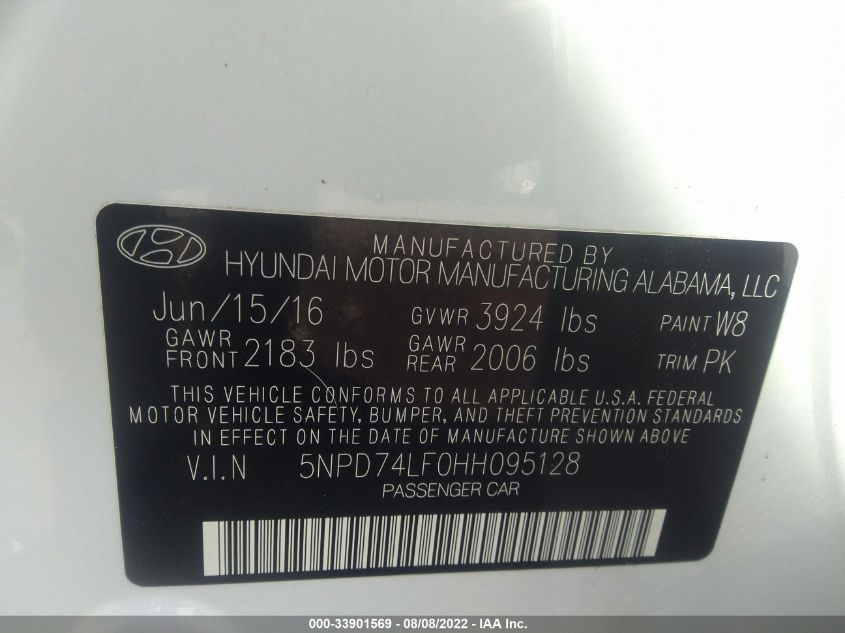 MANUFACTURED BY
HYUNDAI MOTOR MANUFACTURING ALABAMA, LLC
Jun/15/16 GVWR 3924 lbs PAINT W8
GAWR FRONT 2183 lbs GAWR REAR 2006 lbs TRIM PK
THIS VEHICLE CONFORMS TO ALL APPLICABLE U.S.A. FEDERAL
MOTOR VEHICLE SAFETY, BUMPER, AND THEFT PREVENTION STANDARDS
IN EFFECT ON THE DATE OF MANUFACTURE SHOWN ABOVE
V.I.N 5NPD74LF0HH095128
PASSENGER CAR
000-33901569 - 08/08/2022 - IAA Inc.